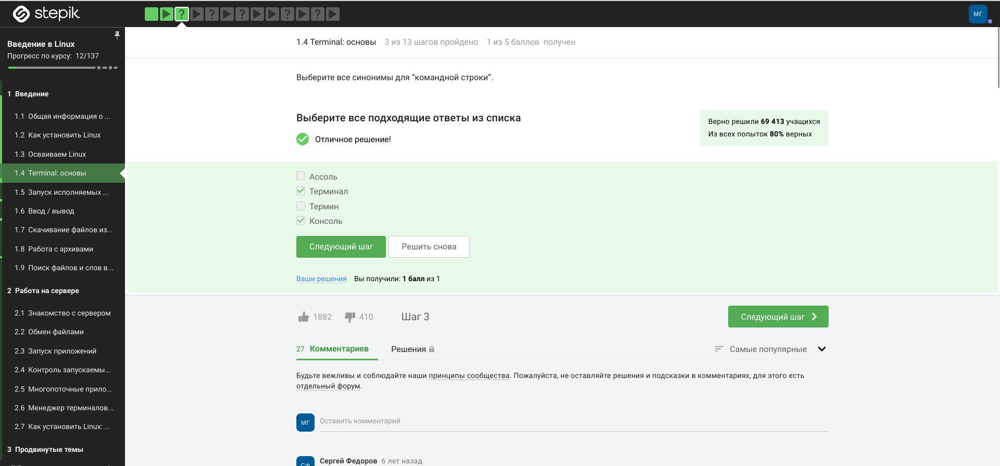 stepik
МГ
Введение в Linux
Прогресс по курсу: 12/137
1 Введение
1.1 Общая информация о ...
1.2 Как установить Linux
1.3 Осваиваем Linux
1.4 Terminal: основы
1.5 Запуск исполняемых ...
1.6 Ввод / вывод
1.7 Скачивание файлов из...
1.8 Работа с архивами
1.9 Поиск файлов и слов в...
2 Работа на сервере
2.1 Знакомство с сервером
2.2 Обмен файлами
2.3 Запуск приложений
2.4 Контроль запускаемы...
2.5 Многопоточные прило...
2.6 Менеджер терминалов...
2.7 Как установить Linux: ...
3 Продвинутые темы
1.4 Terminal: основы 3 из 13 шагов пройдено 1 из 5 баллов получен
Выберите все синонимы для “командной строки”.
Выберите все подходящие ответы из списка
Отличное решение!
Верно решили 69 413 учащихся
Из всех попыток 80% верных
Ассоль
Терминал
Термин
Консоль
Следующий шаг Решить снова
Ваши решения Вы получили: 1 балл из 1
1882 410 Шаг 3 Следующий шаг
27 Комментариев Решения Самые популярные
Будьте вежливы и соблюдайте наши принципы сообщества. Пожалуйста, не оставляйте решения и подсказки в комментариях, для этого есть
отдельный форум.
МГ Оставить комментарий
СФ Сергей Федоров 6 лет назад